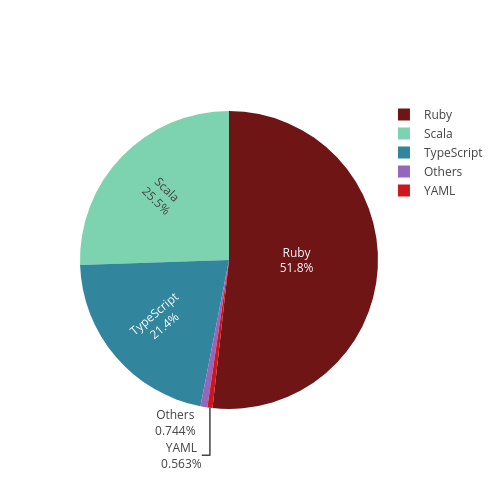 Ruby
Scala
TypeScript
Others
YAML
Scala
25.5%
Ruby
51.8%
TypeScript
21.4%
Others
0.744%
YAML
0.563%